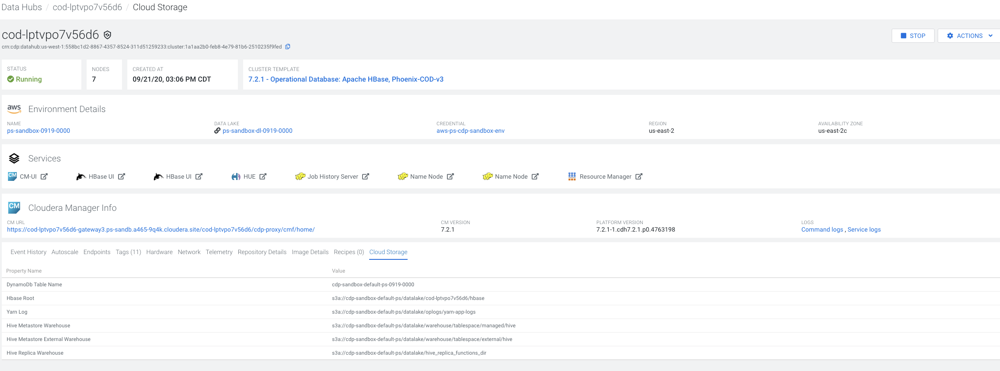 Data Hubs / cod-lptvpo7v56d6 / Cloud Storage
cod-lptvpo7v56d6
STOP ACTIONS
crn:cdp:datahub:us-west-1:558bc1d2-8867-4357-8524-311d51259233:cluster:1a1aa2b0-feb8-4e79-81b6-2510235f9fed
STATUS NODES CREATED AT CLUSTER TEMPLATE
Running 7 09/21/20, 03:06 PM CDT 7.2.1 - Operational Database: Apache HBase, Phoenix-COD-v3
aws Environment Details
NAME DATA LAKE CREDENTIAL REGION AVAILABILITY ZONE
ps-sandbox-0919-0000 ps-sandbox-dl-0919-0000 aws-ps-cdp-sandbox-env us-east-2 us-east-2c
Services
CM CM-UI HBase UI HBase UI HUE Job History Server Name Node Name Node Resource Manager
CM Cloudera Manager Info
CM URL CM VERSION PLATFORM VERSION LOGS
https://cod-lptvpo7v56d6-gateway3.ps-sandb.a465-9q4k.cloudera.site/cod-lptvpo7v56d6/cdp-proxy/cmf/home/ 7.2.1 7.2.1-1.cdh7.2.1.p0.4763198 Command logs , Service logs
Event History Autoscale Endpoints Tags (11) Hardware Network Telemetry Repository Details Image Details Recipes (0) Cloud Storage
Property Name Value
DynamoDb Table Name cdp-sandbox-default-ps-0919-0000
Hbase Root s3a://cdp-sandbox-default-ps/datalake/cod-lptvpo7v56d6/hbase
Yarn Log s3a://cdp-sandbox-default-ps/datalake/oplogs/yarn-app-logs
Hive Metastore Warehouse s3a://cdp-sandbox-default-ps/datalake/warehouse/tablespace/managed/hive
Hive Metastore External Warehouse s3a://cdp-sandbox-default-ps/datalake/warehouse/tablespace/external/hive
Hive Replica Warehouse s3a://cdp-sandbox-default-ps/datalake/hive_replica_functions_dir